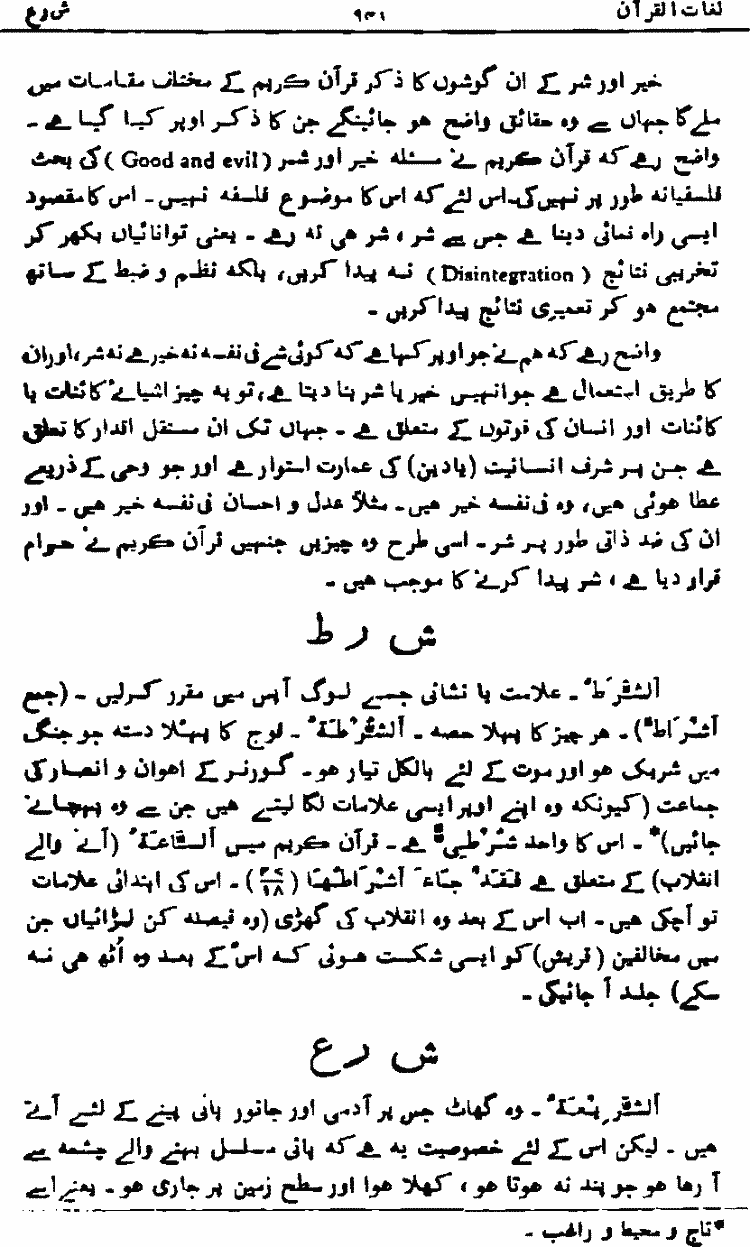 لغات القرآن ۹۴۱ ش ر ع
خیر اور شر کے ان گوشوں کا ذکر قرآن کریم کے مختلف مقامات میں
ملے گا جہاں سے وہ حقائق واضح ہو جائینگے جن کا ذکر اوپر کیا گیا ہے ۔
واضح رہے کہ قرآن کریم نے مسئلہ خیر اور شر (Good and evil) کی بحث
فلسفیانہ طور پر نہیں کی۔ اس لئے کہ اس کا موضوع فلسفہ نہیں ۔ اس کا مقصود
ایسی راہ نمائی دینا ہے جس سے شر ، شر ہی نہ رہے ۔ یعنی توانائیاں بکھر کر
تخریبی نتائج (Disintegration) نہ پیدا کریں، بلکہ نظم و ضبط کے ساتھ
مجتمع ہو کر تعمیری نتائج پیدا کریں ۔
واضح رہے کہ ہم نے جو اوپر کہا ہے کہ کوئی شے فی نفسہ نہ خیر ہے نہ شر، اور ان
کا طریق استعمال ہے جو انہیں خیر یا شر بنا دیتا ہے، تو یہ چیز اشیائے کائنات یا
کائنات اور انسان کی قوتوں کے متعلق ہے ۔ جہاں تک ان مستقل اقدار کا تعلق
ہے جن پر شرف انسانیت (یا دین) کی عمارت استوار ہے اور جو وحی کے ذریعے
عطا ہوئی ہیں، وہ فی نفسہ خیر ہیں ۔ مثلاً عدل و احسان فی نفسہ خیر ہیں ۔ اور
ان کی ضد ذاتی طور پر شر ۔ اسی طرح وہ چیزیں جنہیں قرآن کریم نے حرام
قرار دیا ہے ، شر پیدا کرنے کا موجب ہیں ۔
ش ر ط
اَلشَّرَطُ ۔ علامت یا نشانی جسے لوگ آپس میں مقرر کرلیں ۔ (جمع
اَشْرَاطٌ) ۔ ہر چیز کا پہلا حصہ ۔ اَلشُّرْطَۃُ ۔ فوج کا پہلا دستہ جو جنگ
میں شریک ہو اور موت کے لئے بالکل تیار ہو ۔ گورنر کے اعوان و انصار کی
جماعت (کیونکہ وہ اپنے اوپر ایسی علامات لگا لیتے ہیں جن سے وہ پہچانے
جائیں)* ۔ اس کا واحد شُرْطِیٌّ ہے ۔ قرآن کریم میں اَلسَّاعَۃُ (آنے والے
انقلاب) کے متعلق ہے فَقَدْ جَاءَ اَشْرَاطُہَا (۴۷/۱۸) ۔ اس کی ابتدائی علامات
تو آچکی ہیں ۔ اب اس کے بعد وہ انقلاب کی گھڑی (وہ فیصلہ کن لڑائیاں جن
میں مخالفین (قریش) کو ایسی شکست ہوئی کہ اس کے بعد وہ اُٹھ ہی نہ
سکے) جلد آ جائیگی ۔
ش ر ع
اَلشَّرِیْعَۃُ ۔ وہ گھاٹ جس پر آدمی اور جانور پانی پینے کے لئے آتے
ہیں ۔ لیکن اس کے لئے خصوصیت یہ ہے کہ پانی مسلسل بہنے والے چشمہ سے
آ رہا ہو جو بند نہ ہوتا ہو ، کھلا ہوا اور سطح زمین پر جاری ہو ۔ یعنی اسے
*تاج و محیط و راغب ۔